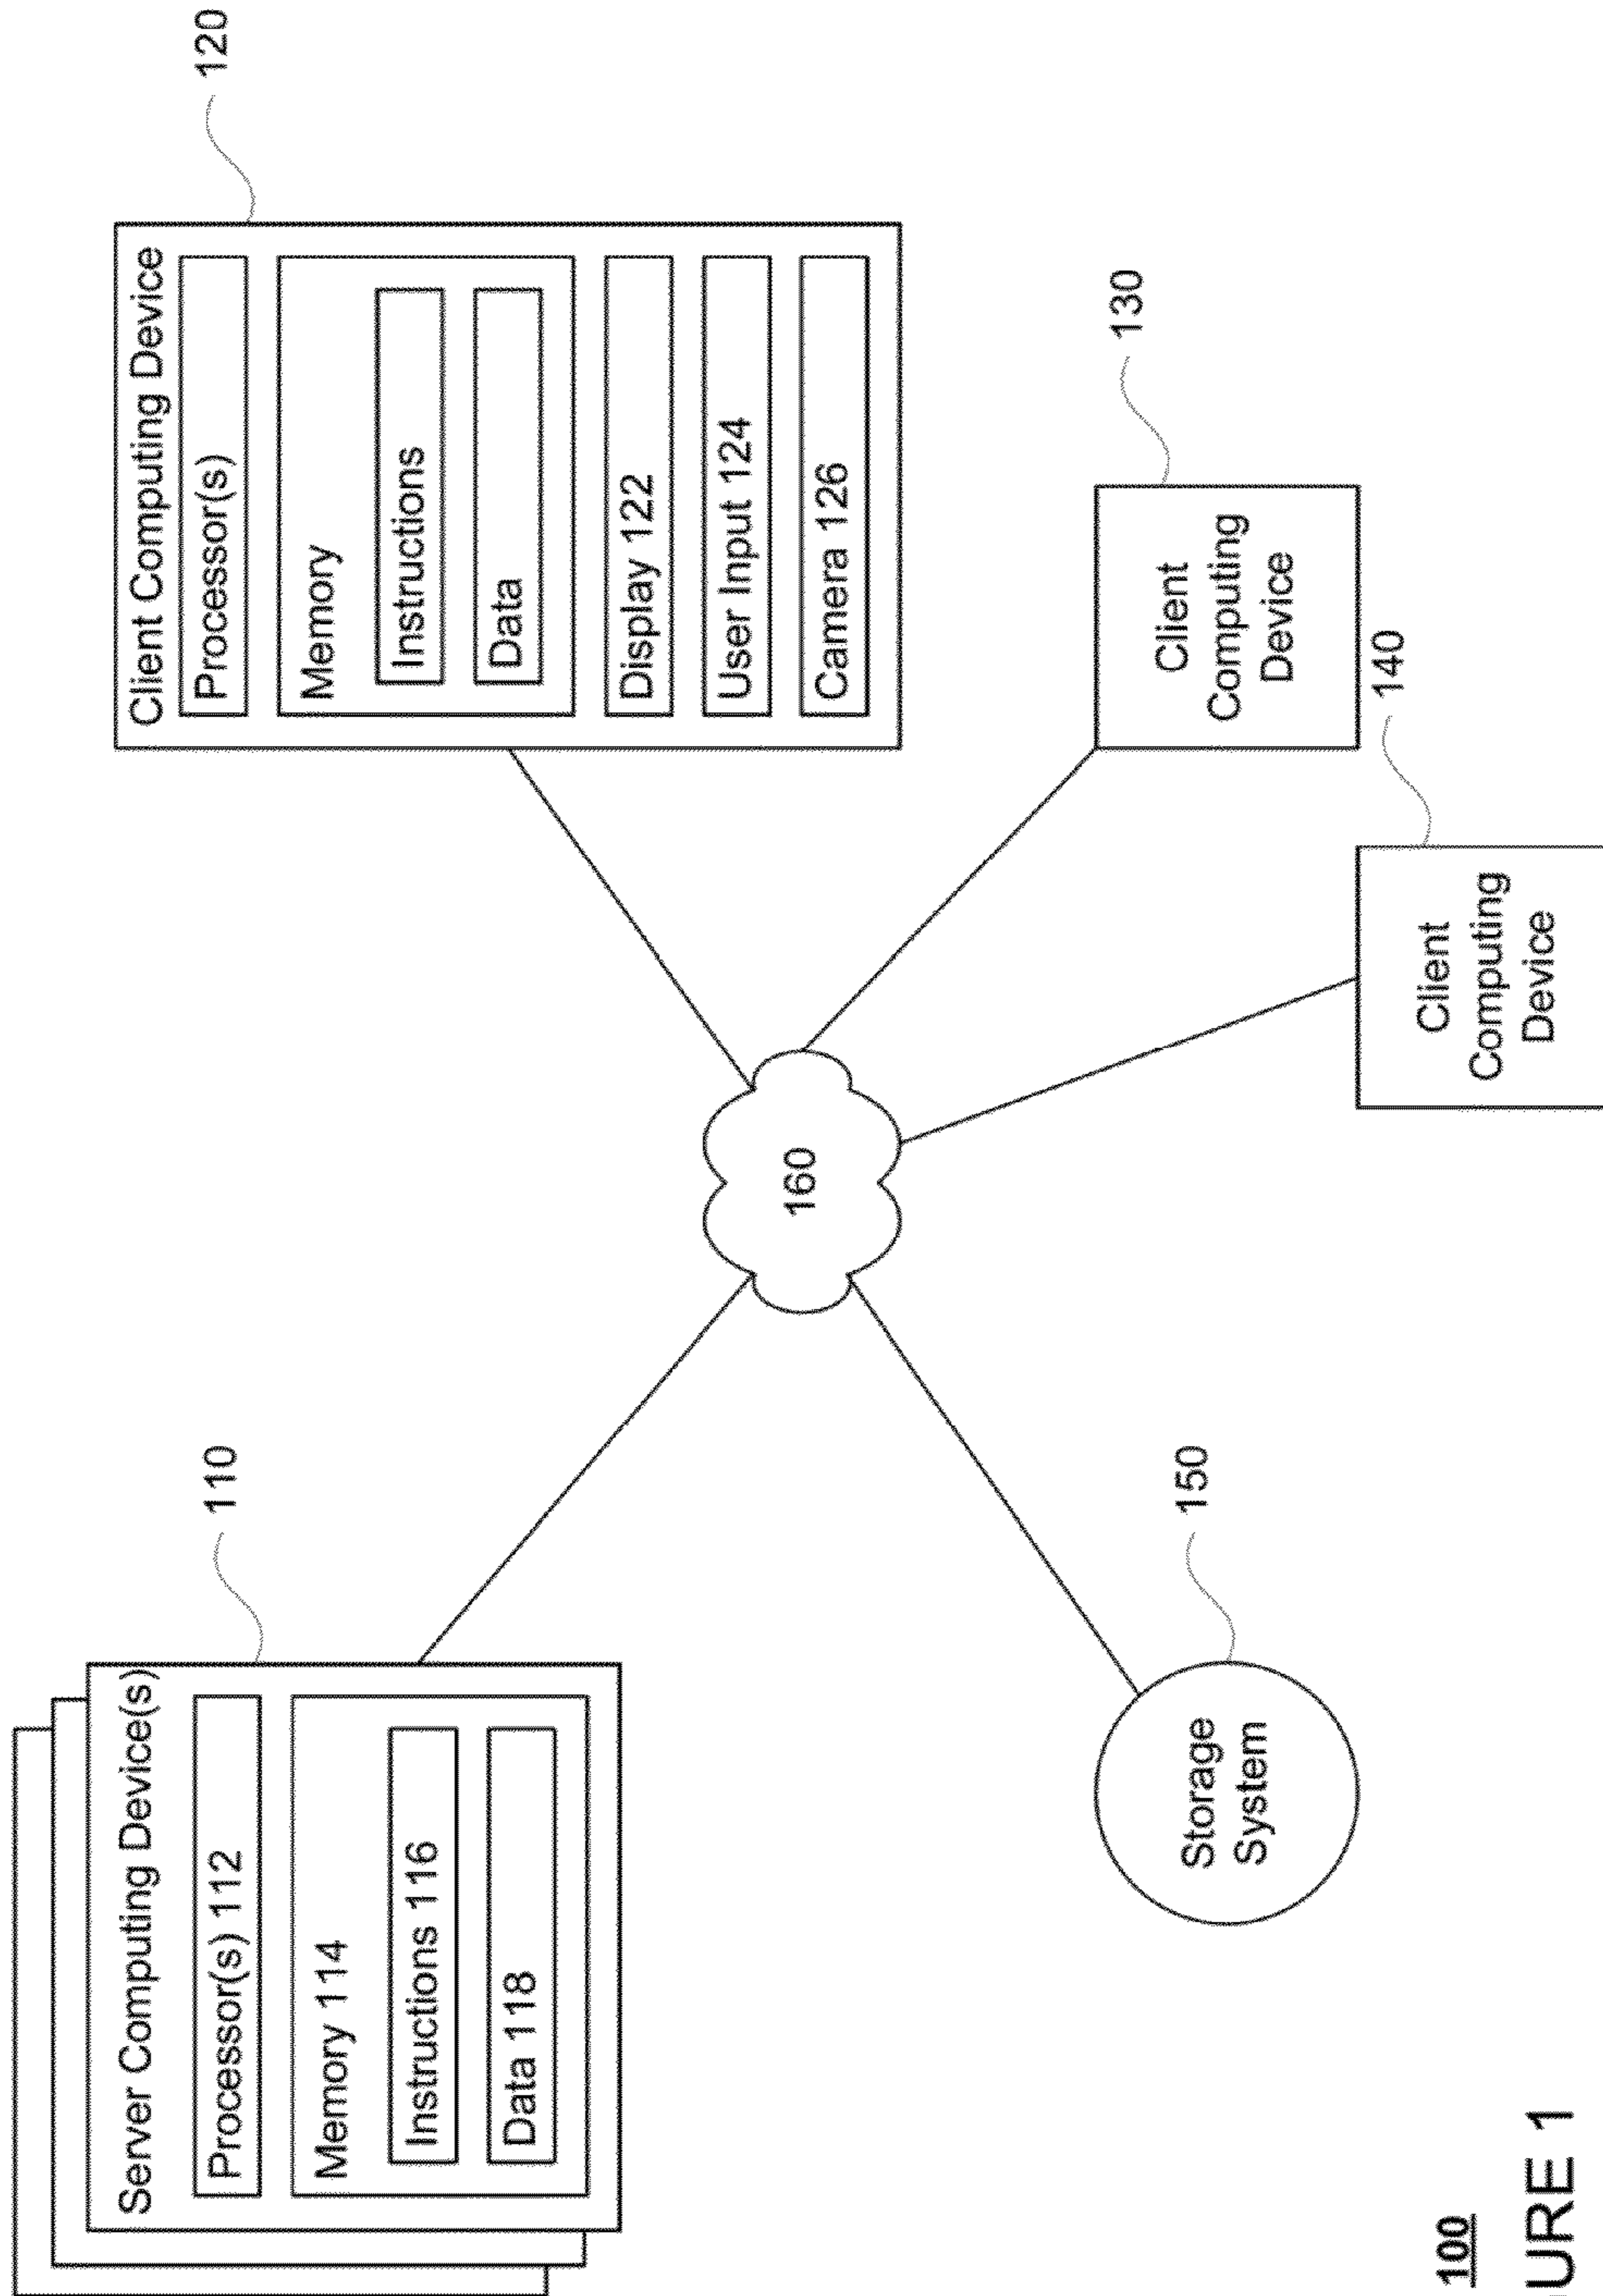 Server Computing Device(s)
Processor(s) 112
Memory 114
Instructions 116
Data 118
110
Client Computing Device
Processor(s)
Memory
Instructions
Data
Display 122
User Input 124
Camera 126
120
160
Client
Computing
Device
130
Client
Computing
Device
140
Storage
System
150
100
URE 1